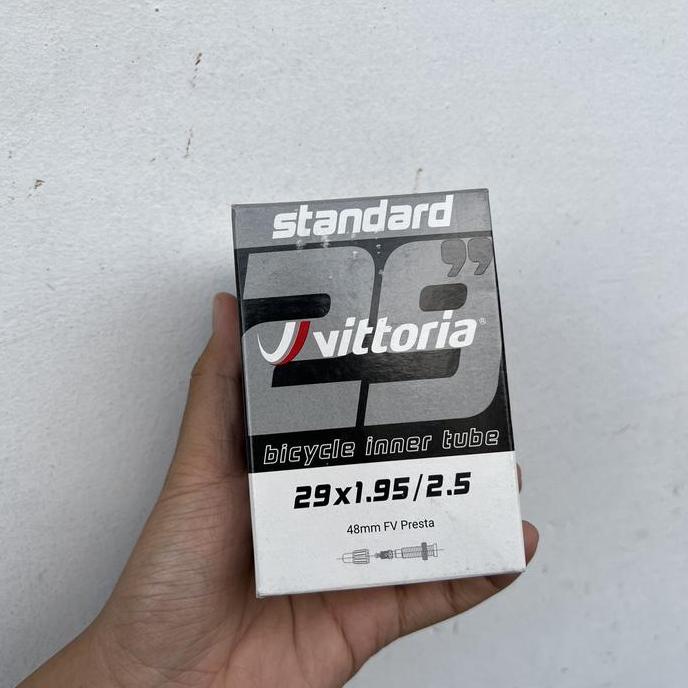 standard
29”
vittoria®
bicycle inner tube
29x1.95/2.5
48mm FV Presta